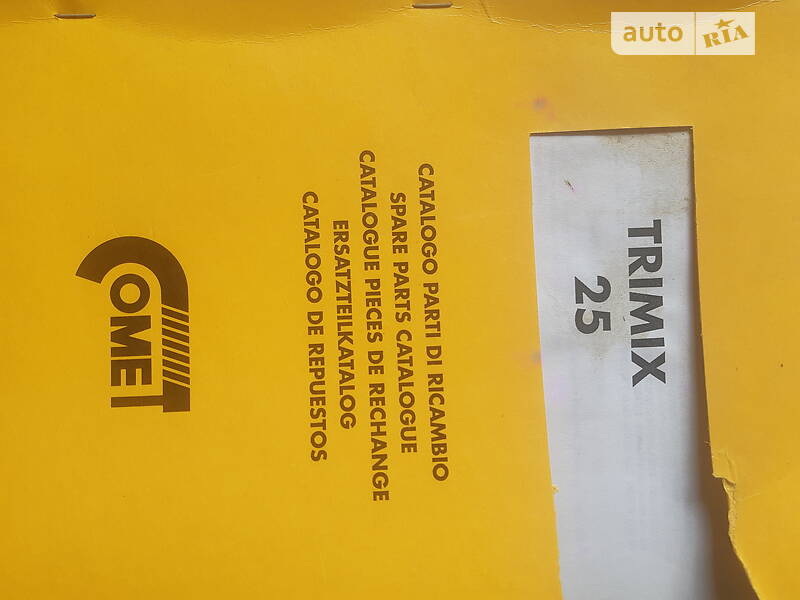 auto RIA
TRIMIX
25
CATALOGO PARTI DI RICAMBIO
SPARE PARTS CATALOGUE
CATALOGUE PIECES DE RECHANGE
ERSATZTEILKATALOG
CATALOGO DE REPUESTOS
COMET